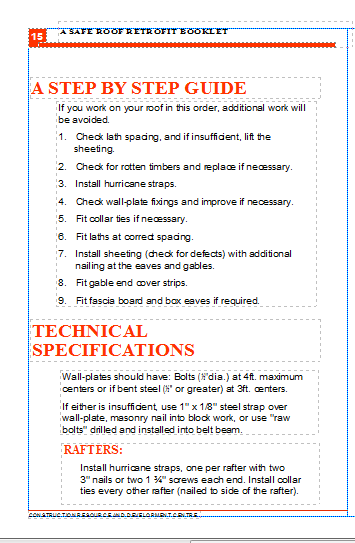 15 A SAFE ROOF RETROFIT BOOKLET
A STEP BY STEP GUIDE
If you work on your roof in this order, additional work will
be avoided.
1. Check lath spacing, and if insufficient, lift the
sheeting.
2. Check for rotten timbers and replace if necessary.
3. Install hurricane straps.
4. Check wall-plate fixings and improve if necessary.
5. Fit collar ties if necessary.
6. Fit laths at correct spacing.
7. Install sheeting (check for defects) with additional
nailing at the eaves and gables.
8. Fit gable end cover strips.
9. Fit fascia board and box eaves if required.
TECHNICAL
SPECIFICATIONS
Wall-plates should have: Bolts (½"dia.) at 4ft. maximum
centers or if bent steel (½" or greater) at 3ft. centers.
If either is insufficient, use 1" x 1/8" steel strap over
wall-plate, masonry nail into block work, or use "raw
bolts" drilled and installed into belt beam.
RAFTERS:
Install hurricane straps, one per rafter with two
3" nails or two 1 ¾" screws each end. Install collar
ties every other rafter (nailed to side of the rafter).
CONSTRUCTION RESOURCE AND DEVELOPMENT CENTRE